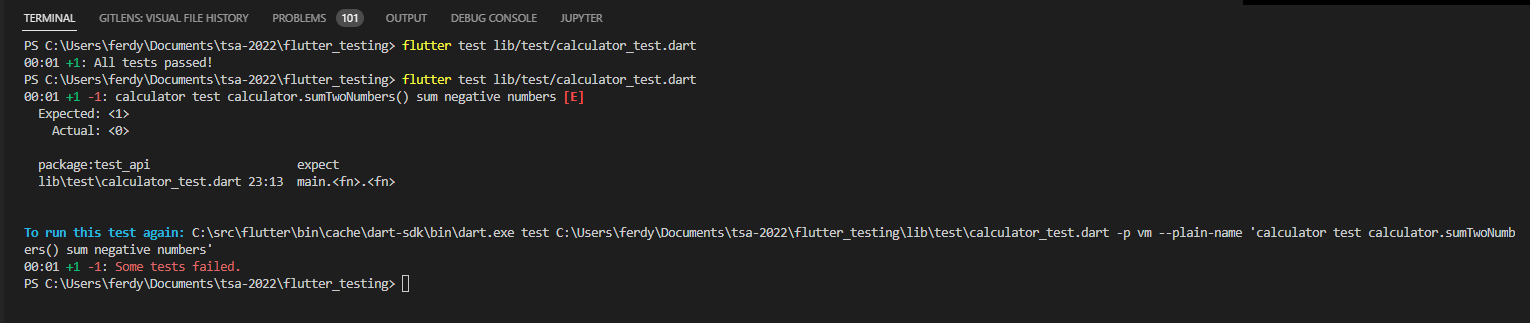 TERMINAL GITLENS: VISUAL FILE HISTORY PROBLEMS 101 OUTPUT DEBUG CONSOLE JUPYTER
PS C:\Users\ferdy\Documents\tsa-2022\flutter_testing> flutter test lib/test/calculator_test.dart
00:01 +1: All tests passed!
PS C:\Users\ferdy\Documents\tsa-2022\flutter_testing> flutter test lib/test/calculator_test.dart
00:01 +1 -1: calculator test calculator.sumTwoNumbers() sum negative numbers [E]
Expected: <1>
Actual: <0>
package:test_api expect
lib\test\calculator_test.dart 23:13 main.<fn>.<fn>
To run this test again: C:\src\flutter\bin\cache\dart-sdk\bin\dart.exe test C:\Users\ferdy\Documents\tsa-2022\flutter_testing\lib\test\calculator_test.dart -p vm --plain-name 'calculator test calculator.sumTwoNumb
ers() sum negative numbers'
00:01 +1 -1: Some tests failed.
PS C:\Users\ferdy\Documents\tsa-2022\flutter_testing>